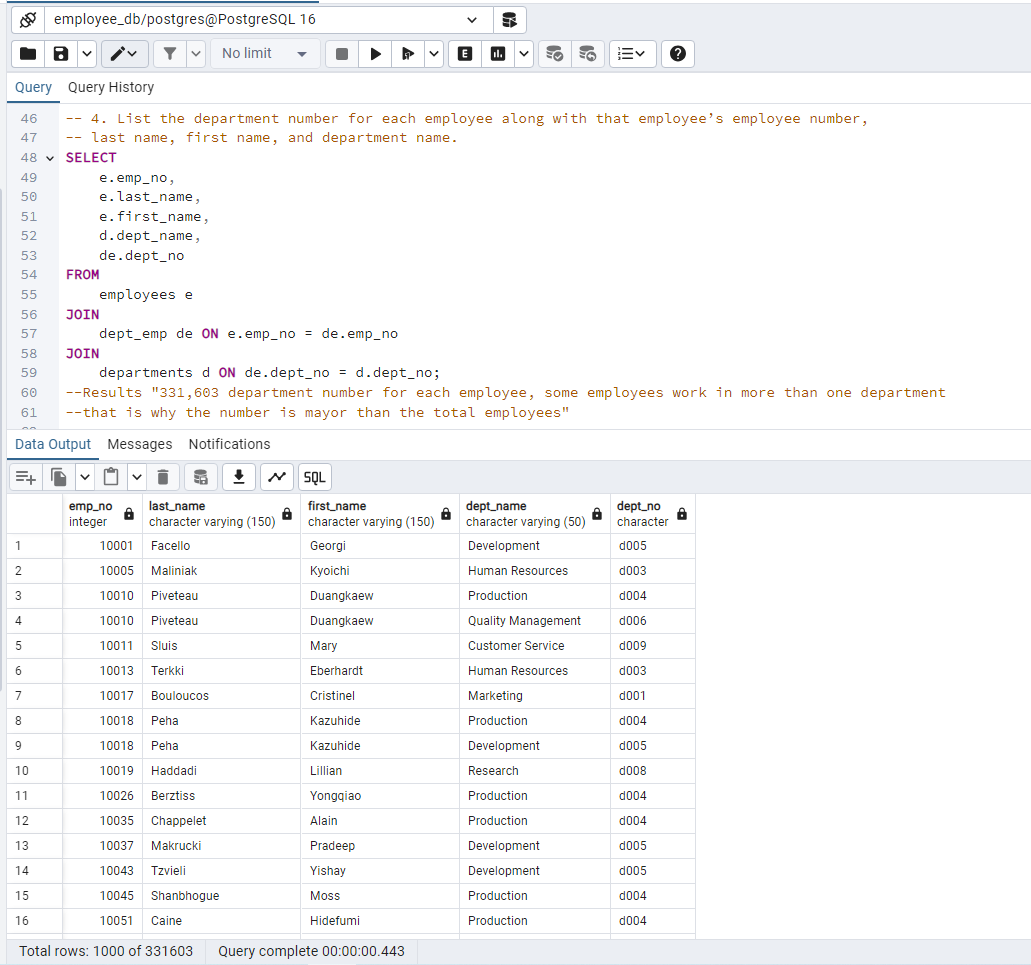 employee_db/postgres@PostgreSQL 16
No limit
E
Query Query History
46 -- 4. List the department number for each employee along with that employee’s employee number,
47 -- last name, first name, and department name.
48 SELECT
49 e.emp_no,
50 e.last_name,
51 e.first_name,
52 d.dept_name,
53 de.dept_no
54 FROM
55 employees e
56 JOIN
57 dept_emp de ON e.emp_no = de.emp_no
58 JOIN
59 departments d ON de.dept_no = d.dept_no;
60 --Results "331,603 department number for each employee, some employees work in more than one department
61 --that is why the number is mayor than the total employees"
Data Output Messages Notifications
SQL
emp_no last_name first_name dept_name dept_no
integer character varying (150) character varying (150) character varying (50) character
1 10001 Facello Georgi Development d005
2 10005 Maliniak Kyoichi Human Resources d003
3 10010 Piveteau Duangkaew Production d004
4 10010 Piveteau Duangkaew Quality Management d006
5 10011 Sluis Mary Customer Service d009
6 10013 Terkki Eberhardt Human Resources d003
7 10017 Bouloucos Cristinel Marketing d001
8 10018 Peha Kazuhide Production d004
9 10018 Peha Kazuhide Development d005
10 10019 Haddadi Lillian Research d008
11 10026 Berztiss Yongqiao Production d004
12 10035 Chappelet Alain Production d004
13 10037 Makrucki Pradeep Development d005
14 10043 Tzvieli Yishay Development d005
15 10045 Shanbhogue Moss Production d004
16 10051 Caine Hidefumi Production d004
Total rows: 1000 of 331603 Query complete 00:00:00.443